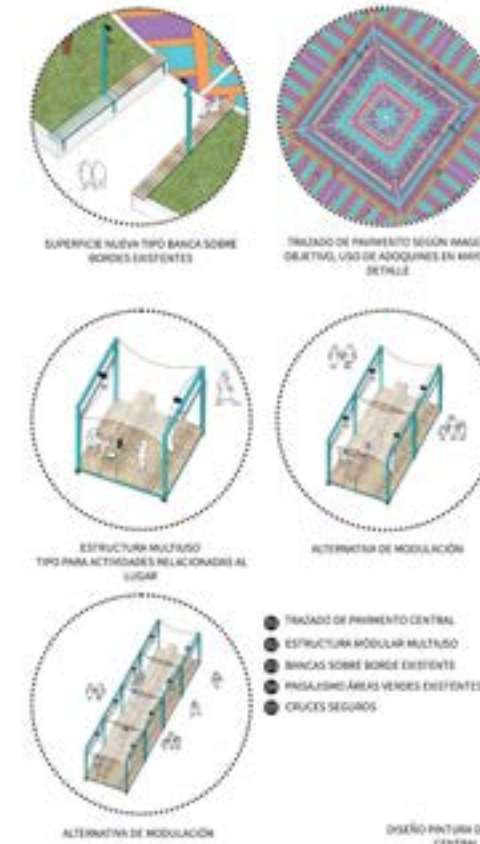 SUPERFICIE NUEVA TIPO BANCA SOBRE
BORDES EXISTENTES
TRAZADO DE PAVIMENTO SEGÚN
OBJETIVO, USO DE ADOQUINES EN
DETALLE
ESTRUCTURA MULTIUSO
TIPO PARA ACTIVIDADES RELACIONADAS AL
LUGAR
ALTERNATIVA DE MODULACIÓN
TRAZADO DE PAVIMENTO CENTRAL
ESTRUCTURA MODULAR MULTIUSO
BANCAS SOBRE BORDE EXISTENTE
PAISAJISMO ÁREAS VERDES EXISTENTES
CRUCES SEGUROS
ALTERNATIVA DE MODULACIÓN
DISEÑO PINTURA
CENTRAL